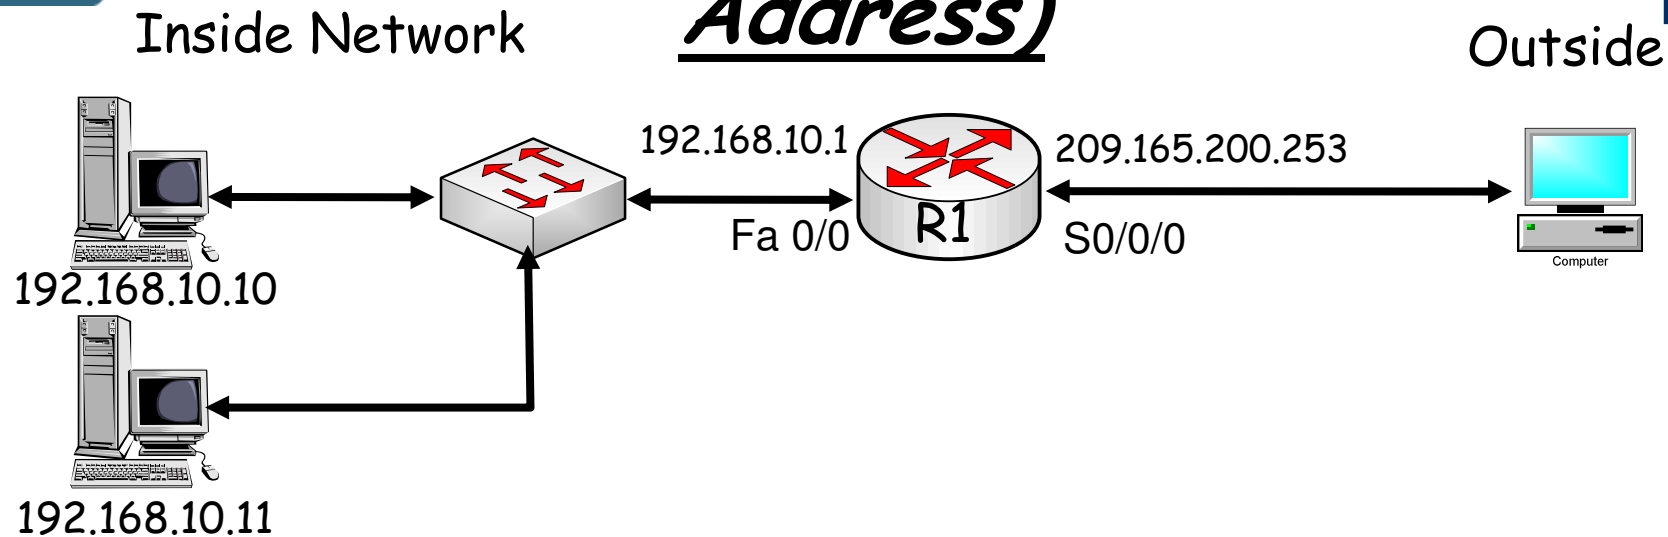 Address)
Inside Network
Outside
192.168.10.1
209.165.200.253
Fa 0/0
R1
S0/0/0
Computer
192.168.10.10
192.168.10.11